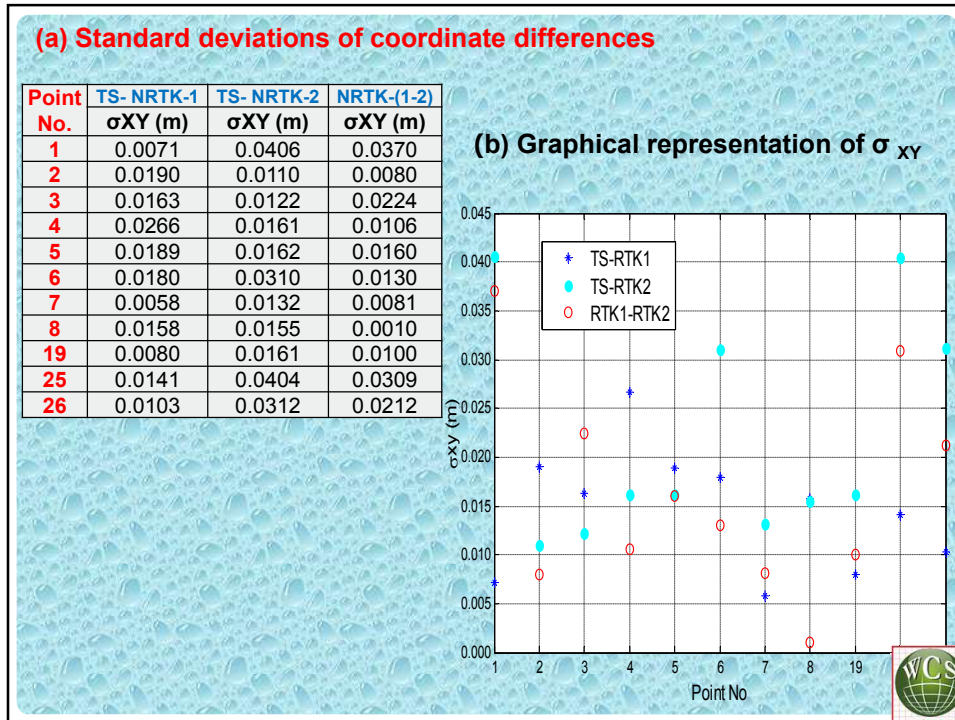 (a) Standard deviations of coordinate differences
Point No. TS- NRTK-1 TS- NRTK-2 NRTK-(1-2)
σXY (m) σXY (m) σXY (m)
1 0.0071 0.0406 0.0370
2 0.0190 0.0110 0.0080
3 0.0163 0.0122 0.0224
4 0.0266 0.0161 0.0106
5 0.0189 0.0162 0.0160
6 0.0180 0.0310 0.0130
7 0.0058 0.0132 0.0081
8 0.0158 0.0155 0.0010
19 0.0080 0.0161 0.0100
25 0.0141 0.0404 0.0309
26 0.0103 0.0312 0.0212
(b) Graphical representation of σ XY
0.045
0.040
0.035
0.030
0.025
0.020
0.015
0.010
0.005
0.000
σxy (m)
TS-RTK1
TS-RTK2
RTK1-RTK2
1 2 3 4 5 6 7 8 19
Point No
WCS